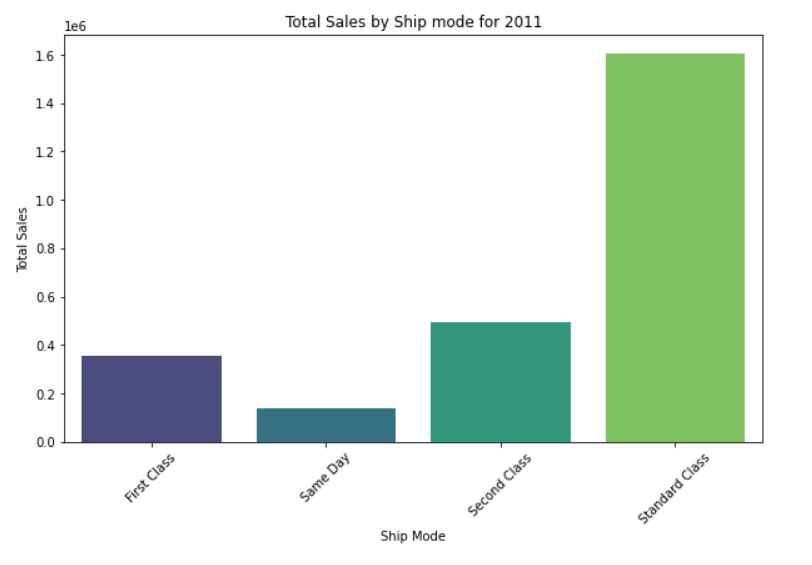 Total Sales by Ship mode for 2011
1e6
1.6
1.4
1.2
1.0
0.8
0.6
0.4
0.2
0.0
Total Sales
First Class
Same Day
Second Class
Standard Class
Ship Mode